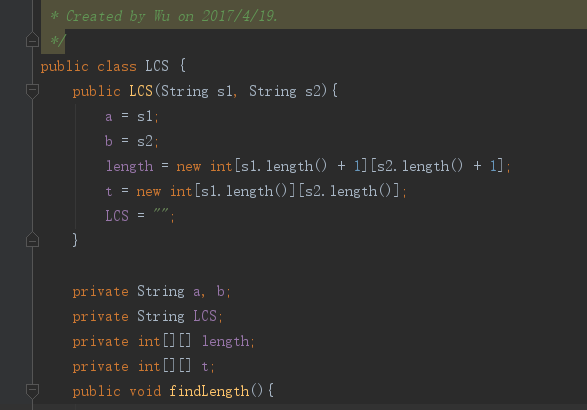 * Created by Wu on 2017/4/19.
*/
public class LCS {
public LCS(String s1, String s2){
a = s1;
b = s2;
length = new int[s1.length() + 1][s2.length() + 1];
t = new int[s1.length()][s2.length()];
LCS = "";
}
private String a, b;
private String LCS;
private int[][] length;
private int[][] t;
public void findLength(){